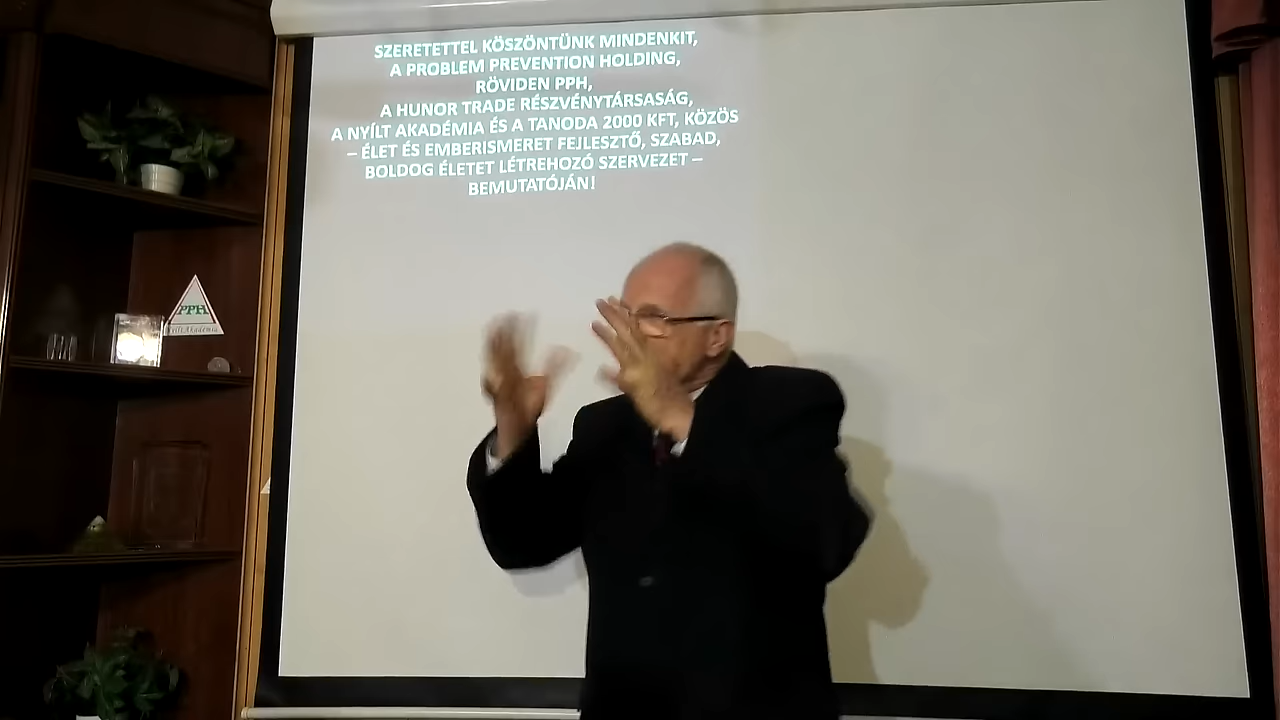 SZERETETTEL KÖSZÖNTÜNK MINDENKIT,
A PROBLEM PREVENTION HOLDING,
RÖVIDEN PPH,
A HUNOR TRADE RÉSZVÉNYTÁRSASÁG,
A NYÍLT AKADÉMIA ÉS A TANODA 2000 KFT, KÖZÖS
– ÉLET ÉS EMBERISMERET FEJLESZTŐ, SZABAD,
BOLDOG ÉLETET LÉTREHOZÓ SZERVEZET –
BEMUTATÓJÁN!
PPH